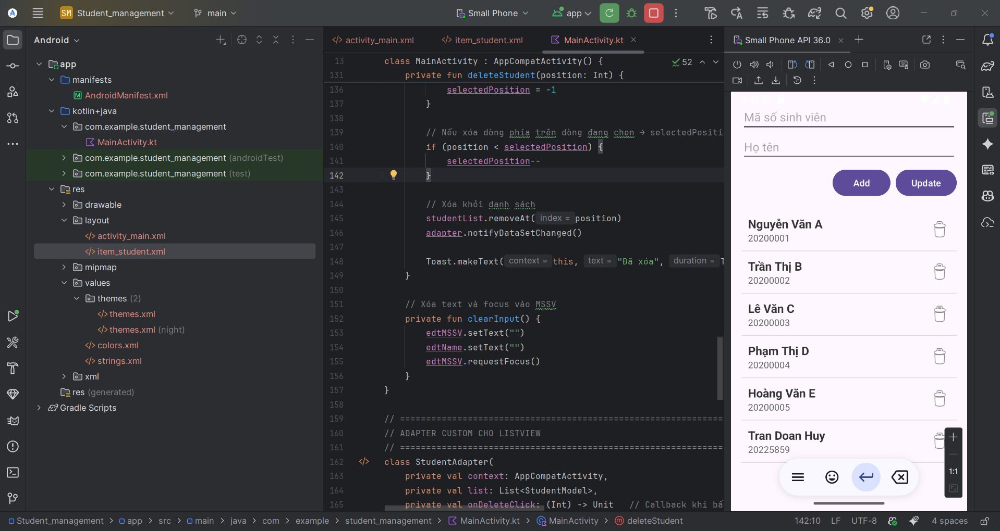 SM Student_management main Small Phone app
Android
app
manifests
AndroidManifest.xml
kotlin+java
com.example.student_management
MainActivity.kt
com.example.student_management (androidTest)
com.example.student_management (test)
res
drawable
layout
activity_main.xml
item_student.xml
mipmap
values
themes (2)
themes.xml
themes.xml (night)
colors.xml
strings.xml
xml
res (generated)
Gradle Scripts
activity_main.xml item_student.xml MainActivity.kt
52
13 class MainActivity : AppCompatActivity() {
131 private fun deleteStudent(position: Int) {
136 selectedPosition = -1
137 }
138
139 // Nếu xóa dòng phía trên dòng đang chọn → selectedPositi
140 if (position < selectedPosition) {
141 selectedPosition--
142 }
143
144 // Xóa khỏi danh sách
145 studentList.removeAt( index = position)
146 adapter.notifyDataSetChanged()
147
148 Toast.makeText( context = this, text = "Đã xóa", duration = T
149 }
150
151 // Xóa text và focus vào MSSV
152 private fun clearInput() {
153 edtMSSV.setText("")
154 edtName.setText("")
155 edtMSSV.requestFocus()
156 }
157 }
158
159 // ==============================================================
160 // ADAPTER CUSTOM CHO LISTVIEW
161 // ==============================================================
162 class StudentAdapter(
163 private val context: AppCompatActivity,
164 private val list: List<StudentModel>,
165 private val onDeleteClick: (Int) -> Unit // Callback khi bấ
Small Phone API 36.0
Mã số sinh viên
Họ tên
Add Update
Nguyễn Văn A
20200001
Trần Thị B
20200002
Lê Văn C
20200003
Phạm Thị D
20200004
Hoàng Văn E
20200005
Tran Doan Huy
20225859
1:1
Student_management > app > src > main > java > com > example > student_management > MainActivity.kt > MainActivity > deleteStudent 142:10 LF UTF-8 4 spaces